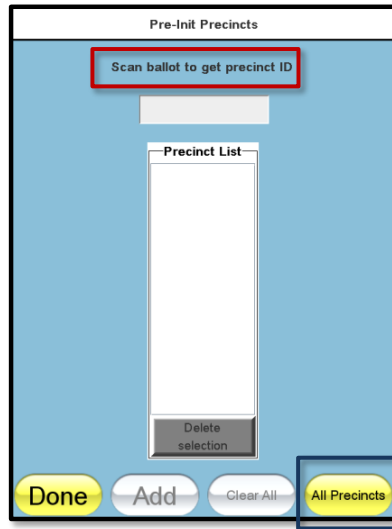 Pre-Init Precincts
Scan ballot to get precinct ID
Precinct List
Delete
selection
Done Add Clear All All Precincts